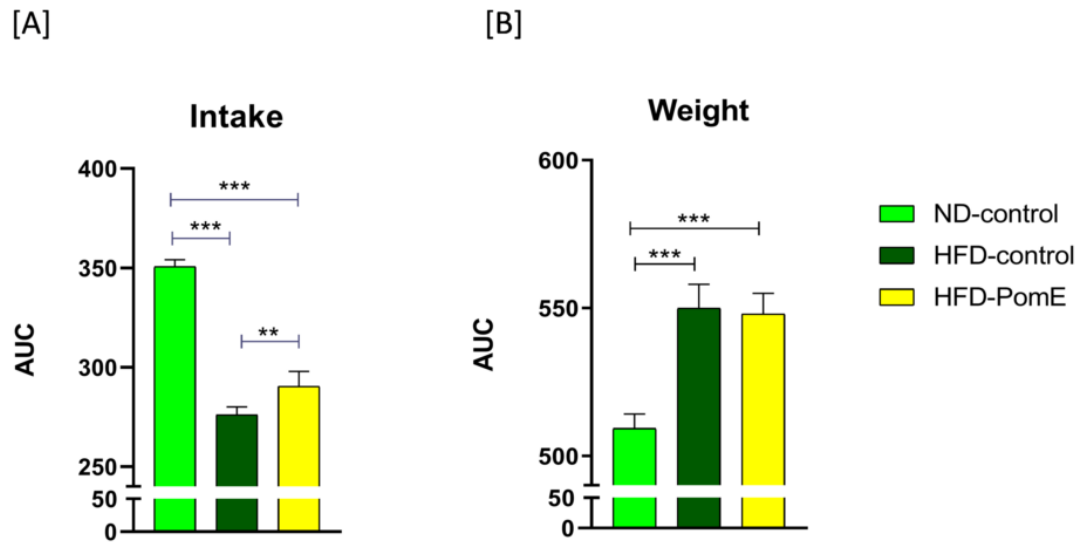 [A]
[B]
Intake
Weight
400
350
300
250
50
0
AUC
***
***
**
600
550
500
50
0
AUC
***
***
ND-control
HFD-control
HFD-PomE